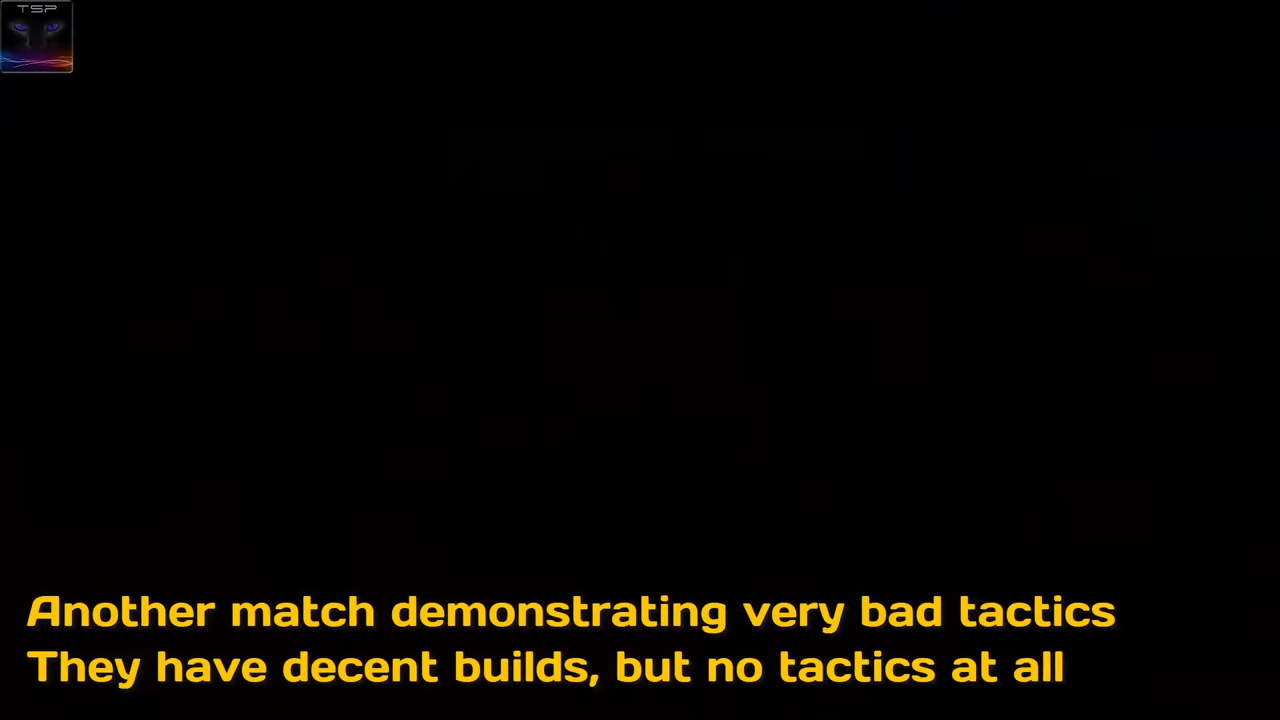 TSP
Another match demonstrating very bad tactics
They have decent builds, but no tactics at all